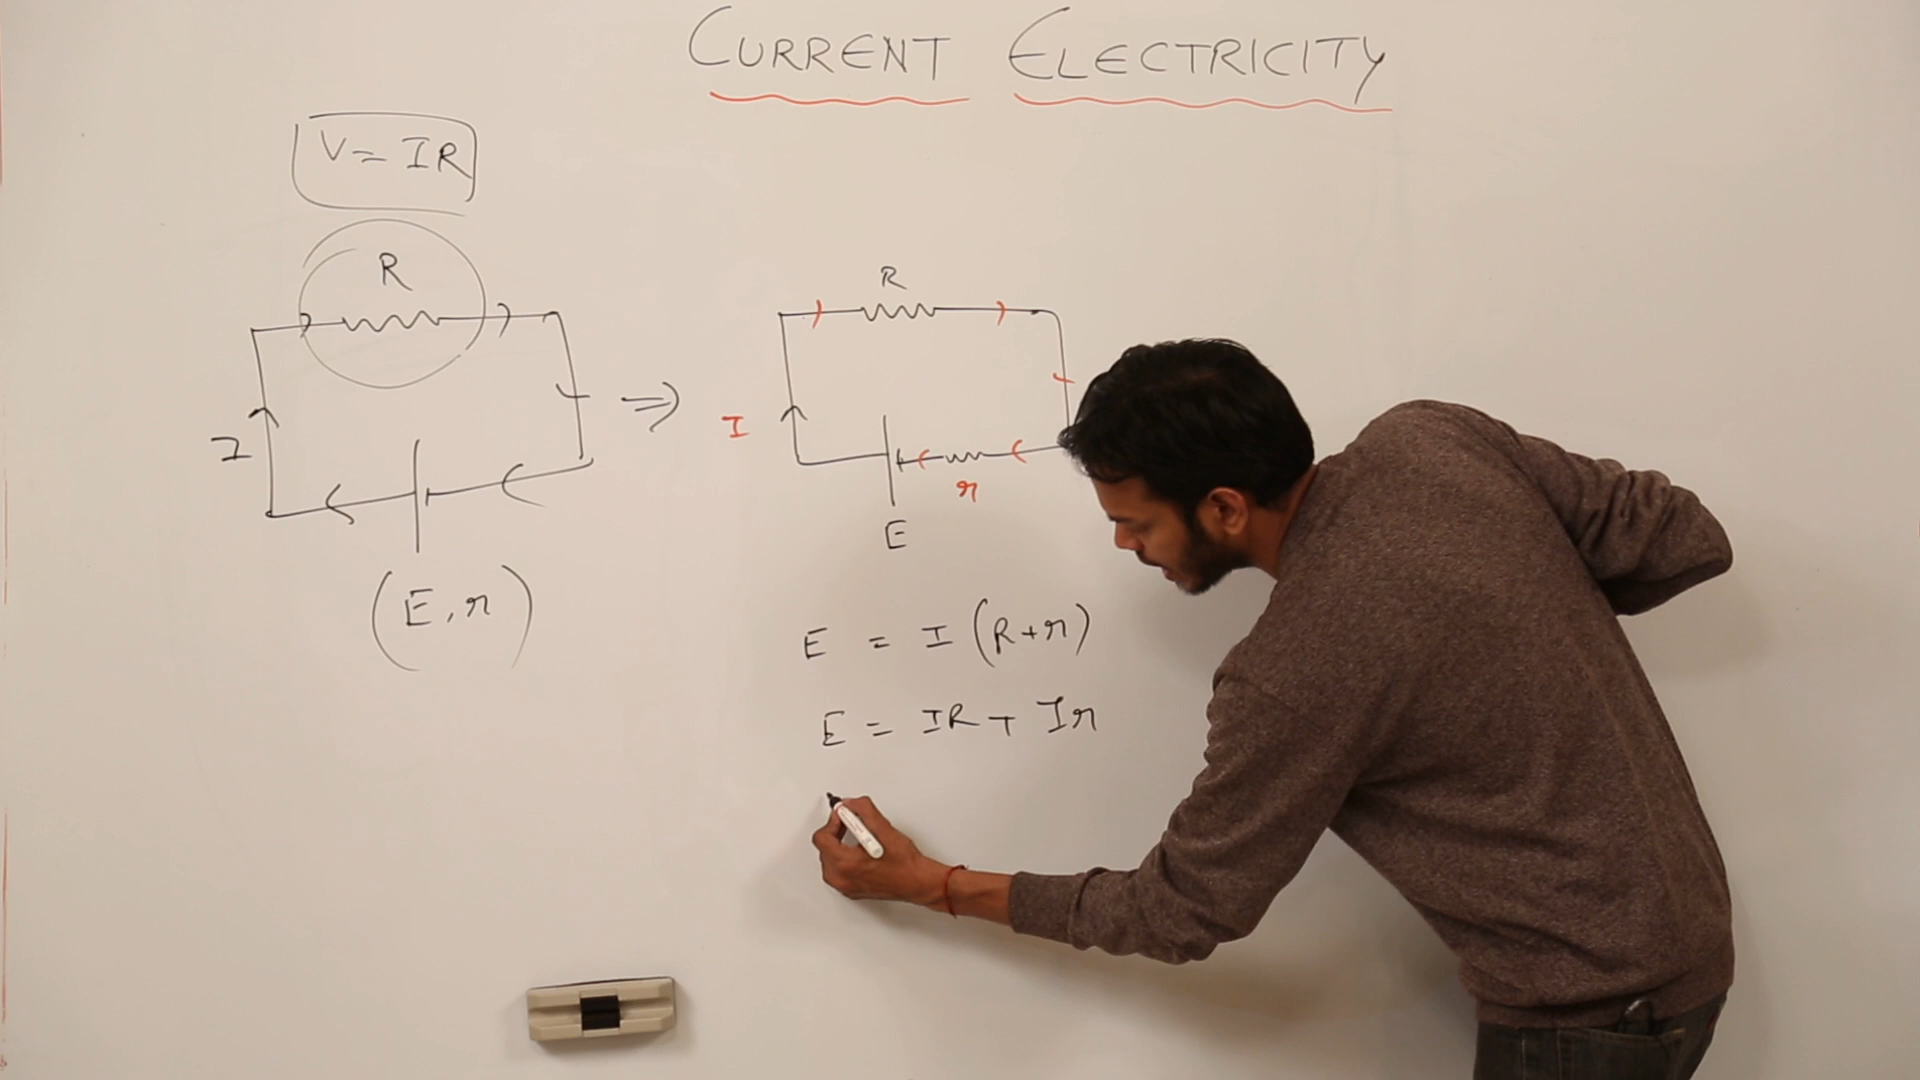 CURRENT ELECTRICITY
V = IR
R
I
(E, r)
⇒
R
I
r
E
E = I (R+r)
E = IR + Ir